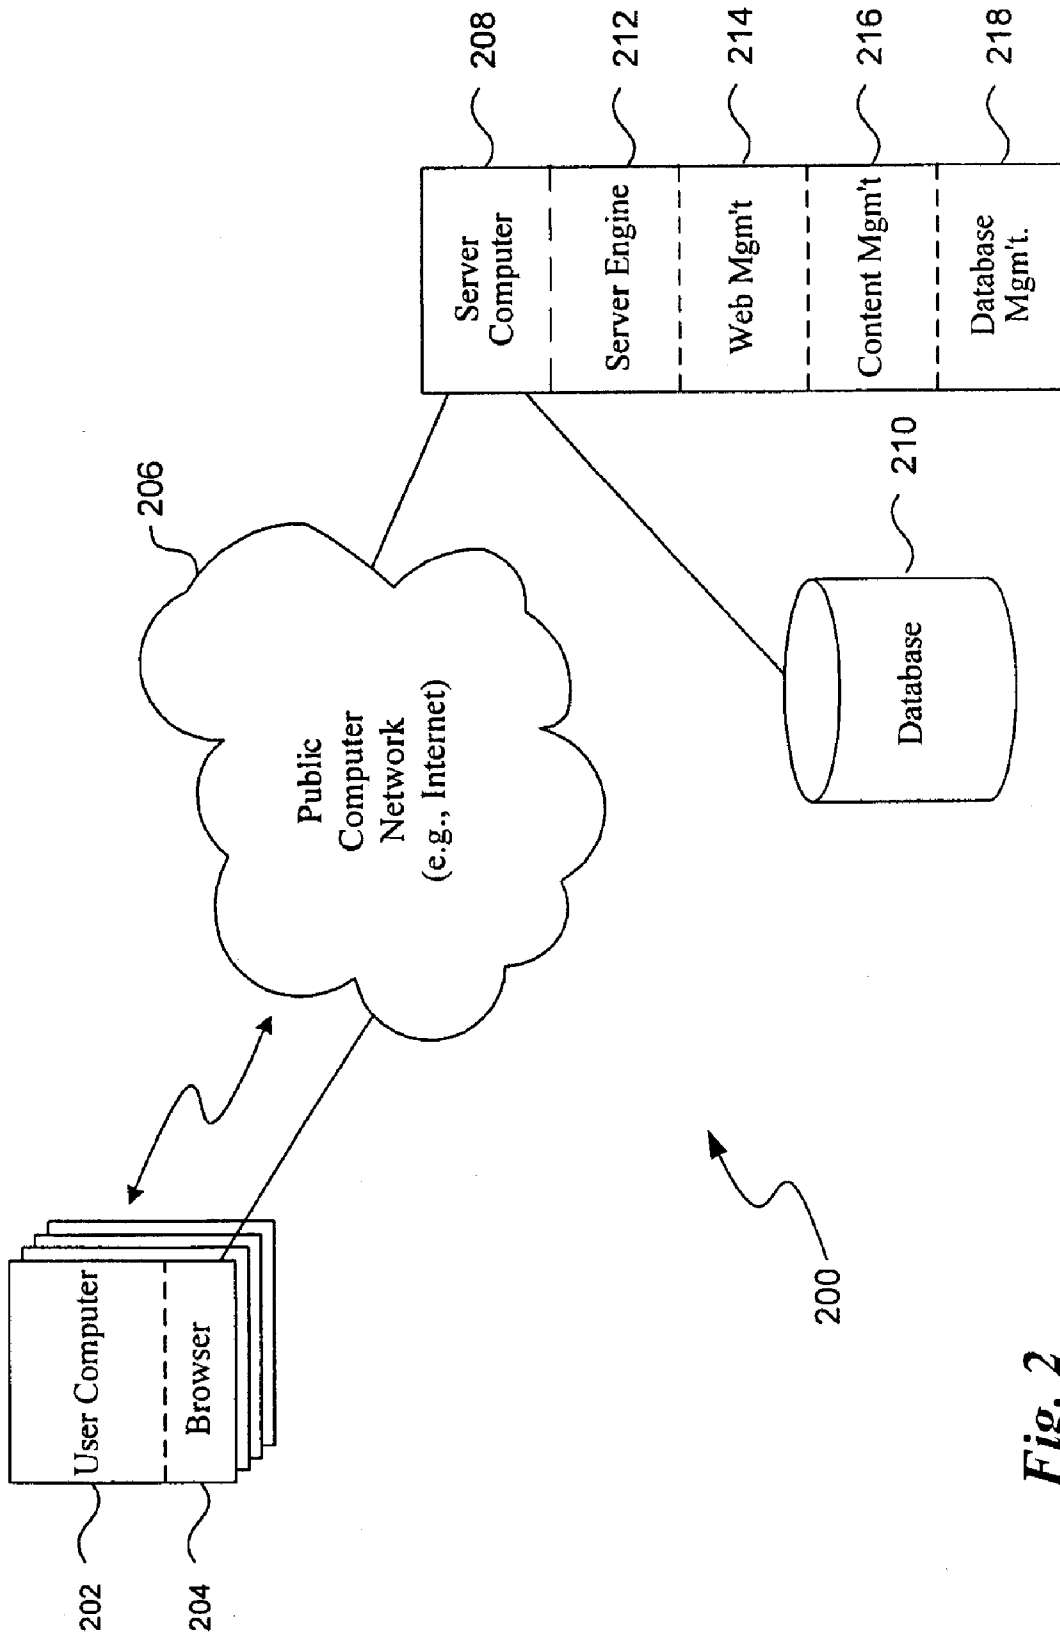 202
204
User Computer
Browser
206
Public
Computer
Network
(e.g., Internet)
208
Server
Computer
212
Server Engine
214
Web Mgm't
216
Content Mgm't
218
Database
Mgm't.
210
Database
200
Fig. 2